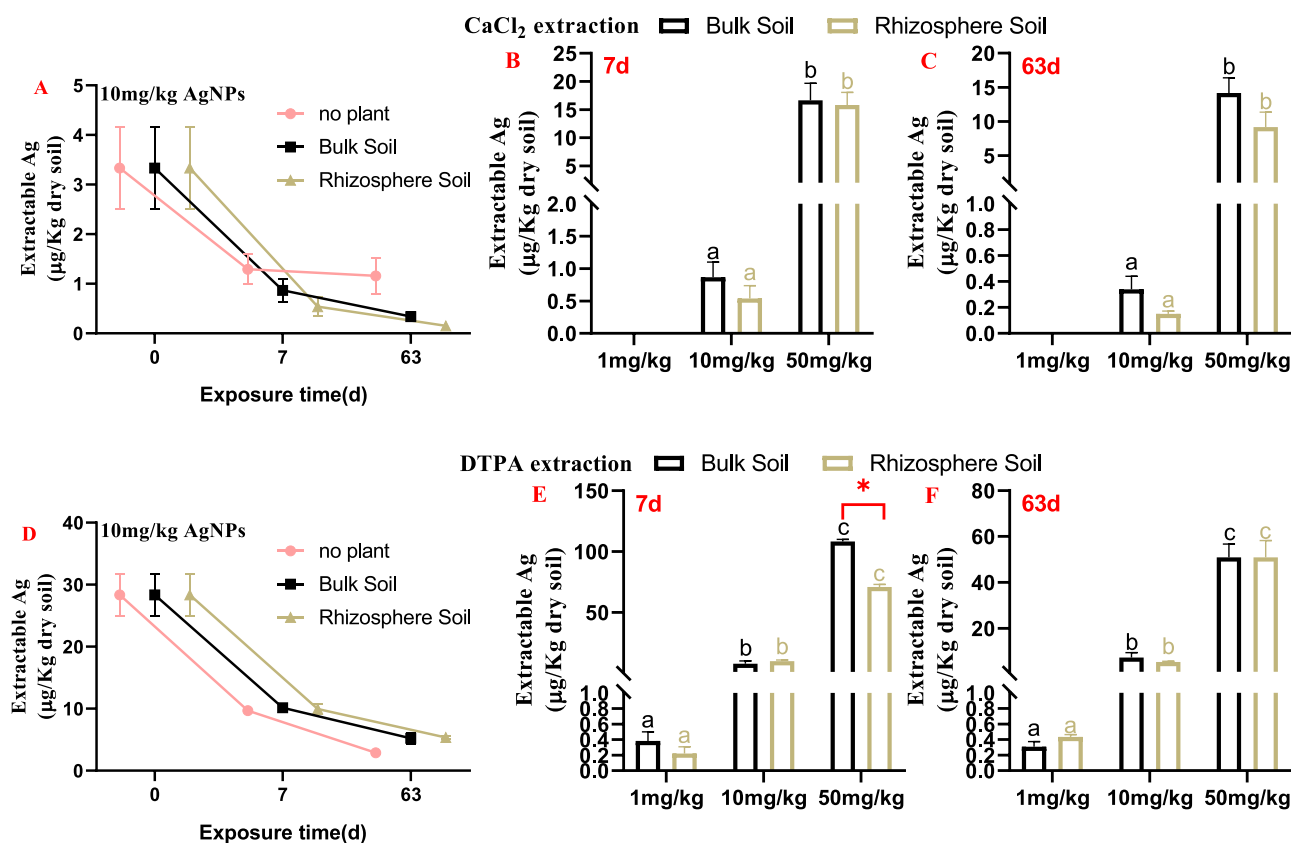 CaCl₂ extraction Bulk Soil Rhizosphere Soil
A
10mg/kg AgNPs
no plant
Bulk Soil
Rhizosphere Soil
Extractable Ag
(μg/Kg dry soil)
5
4
3
2
1
0
0 7 63
Exposure time(d)
B
7d
Extractable Ag
(μg/Kg dry soil)
25
20
15
10
5
2.0
1.5
1.0
0.5
0.0
a a b b
1mg/kg 10mg/kg 50mg/kg
C
63d
Extractable Ag
(μg/Kg dry soil)
20
15
10
5
1.0
0.8
0.6
0.4
0.2
0.0
a a b b
1mg/kg 10mg/kg 50mg/kg
DTPA extraction Bulk Soil Rhizosphere Soil
D
10mg/kg AgNPs
no plant
Bulk Soil
Rhizosphere Soil
Extractable Ag
(μg/Kg dry soil)
40
30
20
10
0
0 7 63
Exposure time(d)
E
7d
*
Extractable Ag
(μg/Kg dry soil)
150
100
50
1.0
0.8
0.6
0.4
0.2
0.0
a a b b c c
1mg/kg 10mg/kg 50mg/kg
F
63d
Extractable Ag
(μg/Kg dry soil)
80
60
40
20
1.0
0.8
0.6
0.4
0.2
0.0
a a b b c c
1mg/kg 10mg/kg 50mg/kg